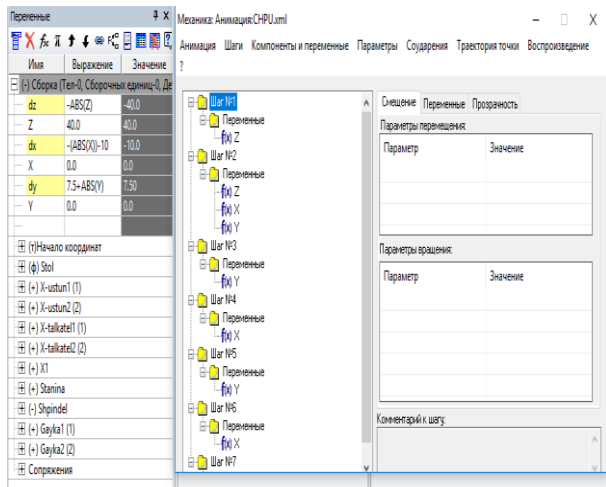 Переменные
Имя Выражение Значение
(-) Сборка (Тел-0, Сборочных единиц-0, Де
dz -ABS(Z) -40.0
Z 40.0 40.0
dx -(ABS(X))-10 -10.0
X 0.0 0.0
dy 7.5+ABS(Y) 7.50
Y 0.0 0.0
(т)Начало координат
(ф) Stol
(+) X-ustun1 (1)
(+) X-ustun2 (2)
(+) X-talkatel1 (1)
(+) X-talkatel2 (2)
(+) X1
(+) Stanina
(-) Shpindel
(+) Gayka1 (1)
(+) Gayka2 (2)
Сопряжения
Механика: Анимация:CHPU.xml
Анимация Шаги Компоненты и переменные Параметры Соударения Траектория точки Воспроизведение
?
Шаг №1
Переменные
f(x) Z
Шаг №2
Переменные
f(x) Z
f(x) X
f(x) Y
Шаг №3
Переменные
f(x) Y
Шаг №4
Переменные
f(x) X
Шаг №5
Переменные
f(x) Y
Шаг №6
Переменные
f(x) X
Шаг №7
Смещение Переменные Прозрачность
Параметры перемещения:
Параметр Значение
Параметры вращения:
Параметр Значение
Комментарий к шагу: